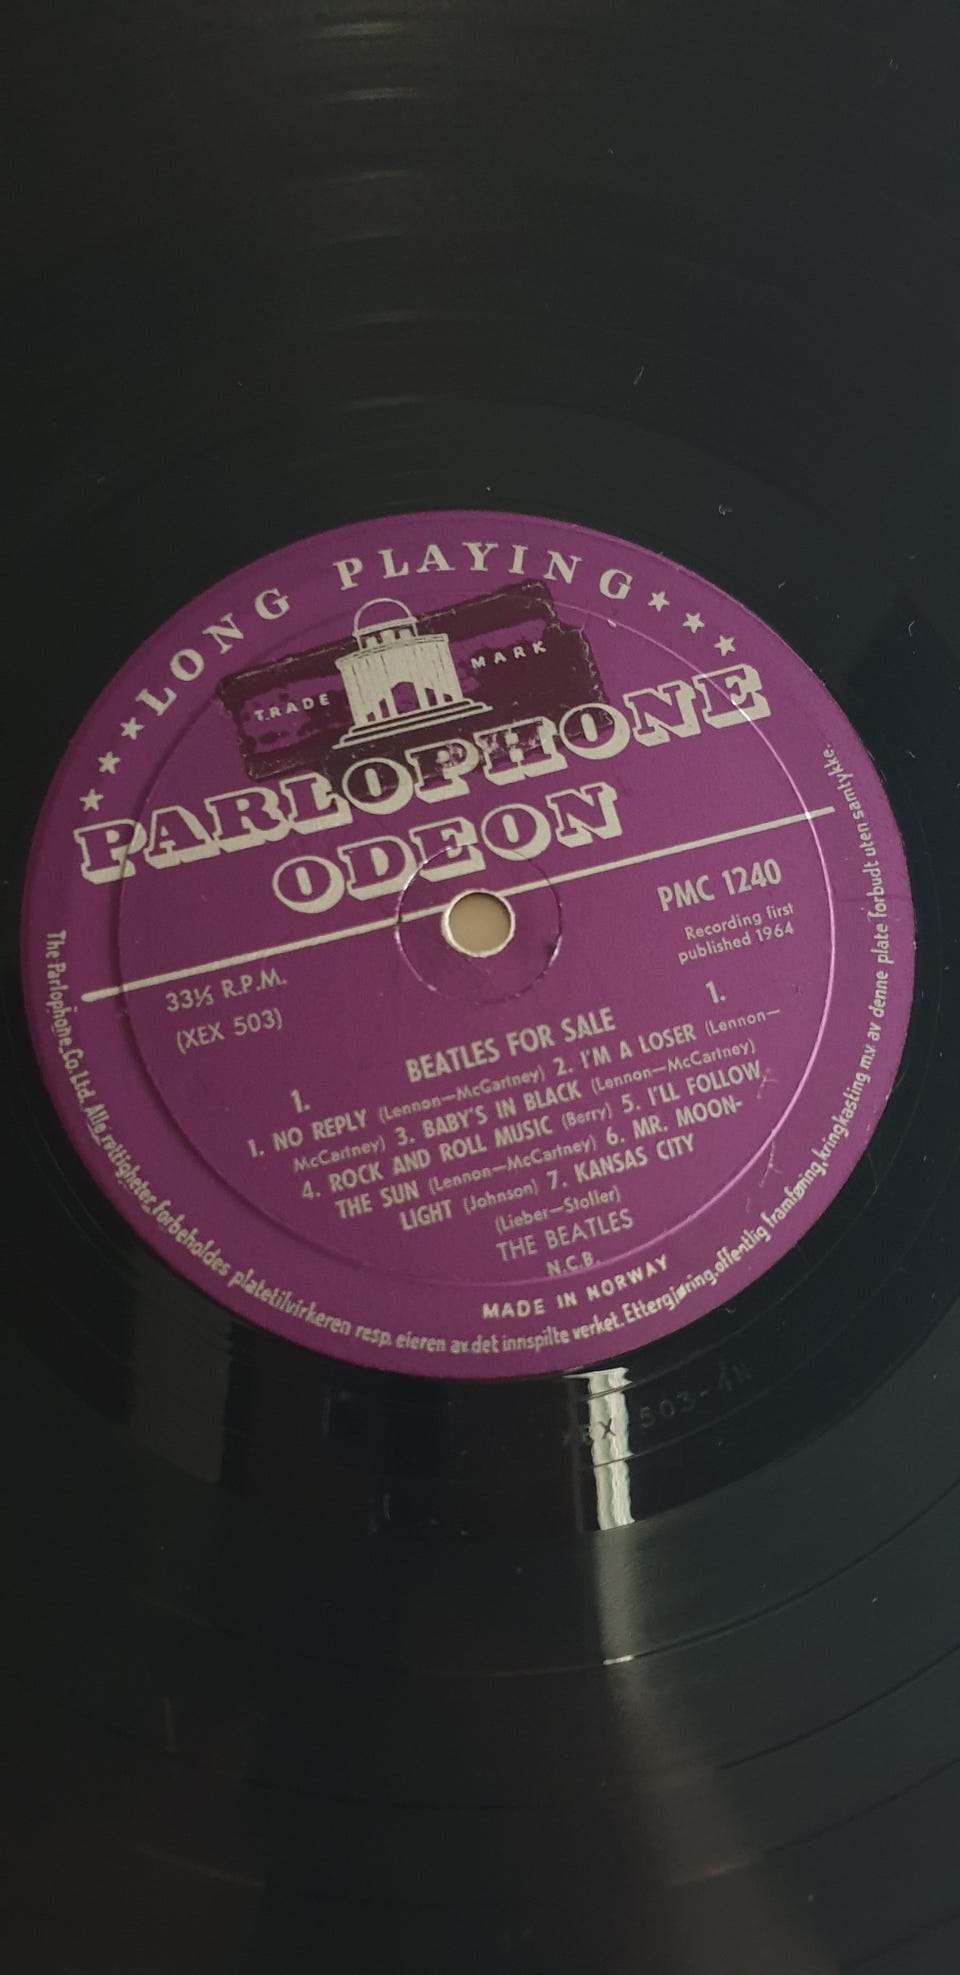 LONG PLAYING
TRADE MARK
PARLOPHONE
ODEON
PMC 1240
Recording first
published 1964
33⅓ R.P.M.
(XEX 503)
1.
1.
BEATLES FOR SALE
1. NO REPLY (Lennon—McCartney) 2. I'M A LOSER (Lennon—
McCartney) 3. BABY'S IN BLACK (Lennon—McCartney)
4. ROCK AND ROLL MUSIC (Berry) 5. I'LL FOLLOW
THE SUN (Lennon—McCartney) 6. MR. MOON-
LIGHT (Johnson) 7. KANSAS CITY
(Lieber—Stoller)
THE BEATLES
N.C.B.
MADE IN NORWAY
The Parlophone Co. Ltd. Alle rettigheter forbeholdes platetilvirkeren resp. eieren av det innspilte verket. Ettergjøring, offentlig framføring, kringkasting m.v. av denne plate forbudt uten samtykke.
XEX 503-4N